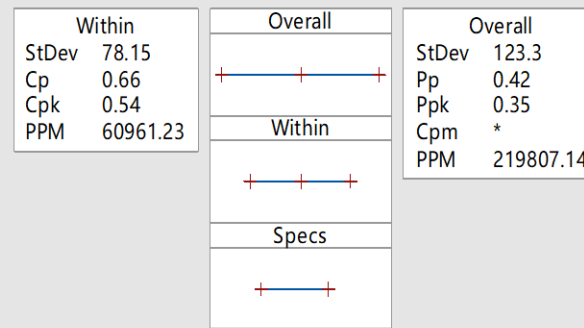 Within
StDev 78.15
Cp 0.66
Cpk 0.54
PPM 60961.23
Overall
Within
Specs
Overall
StDev 123.3
Pp 0.42
Ppk 0.35
Cpm *
PPM 219807.14